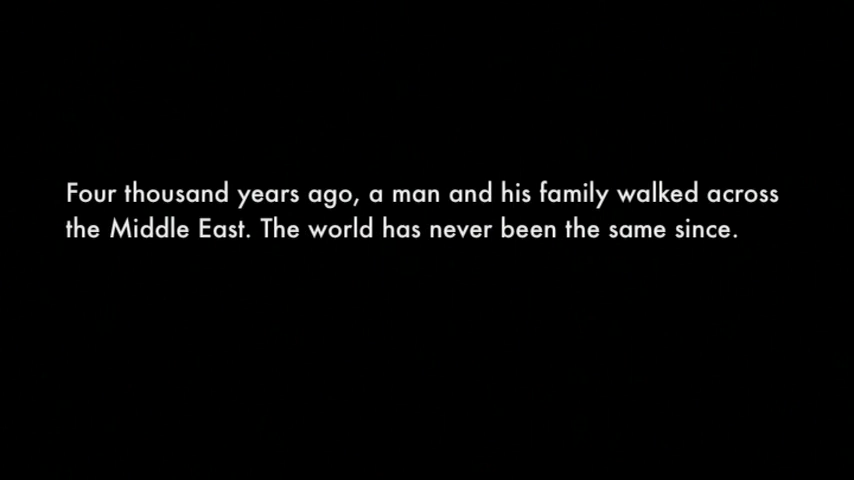 Four thousand years ago, a man and his family walked across
the Middle East. The world has never been the same since.